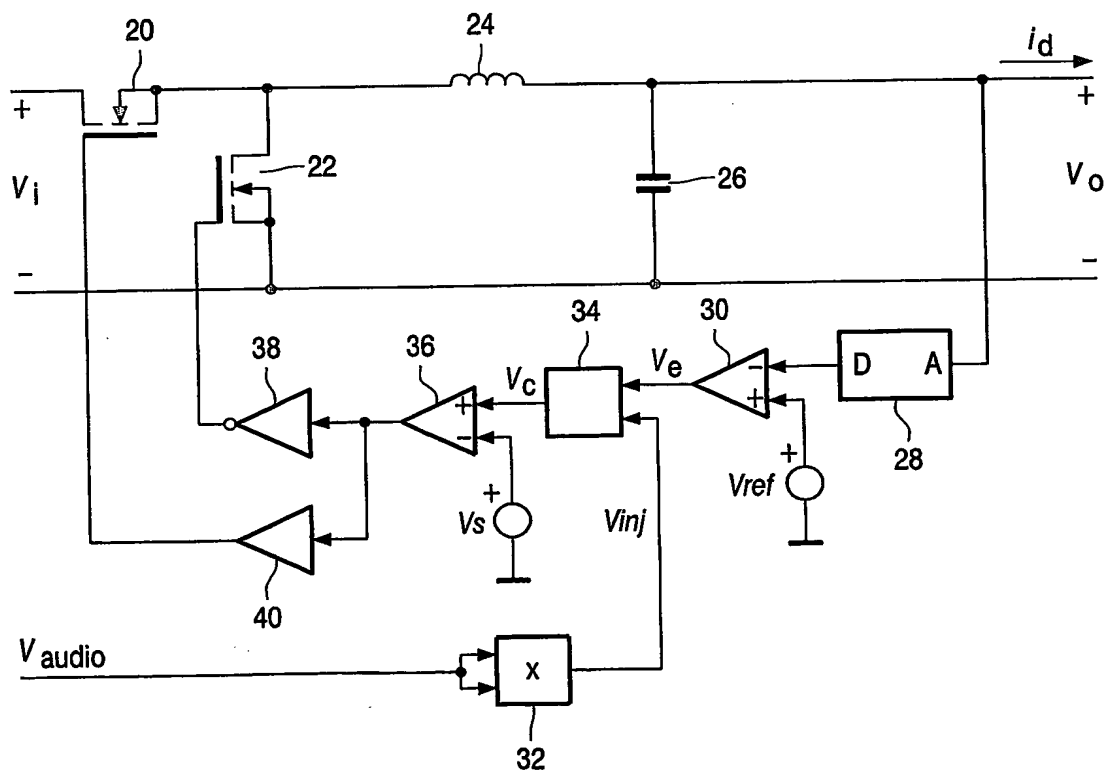 20
24
id
+
+
Vi
22
26
Vo
-
-
34
30
38
36
Vc
Ve
-
D A
+
+
-
28
+
+
Vref
Vs
Vinj
40
Vaudio
x
32